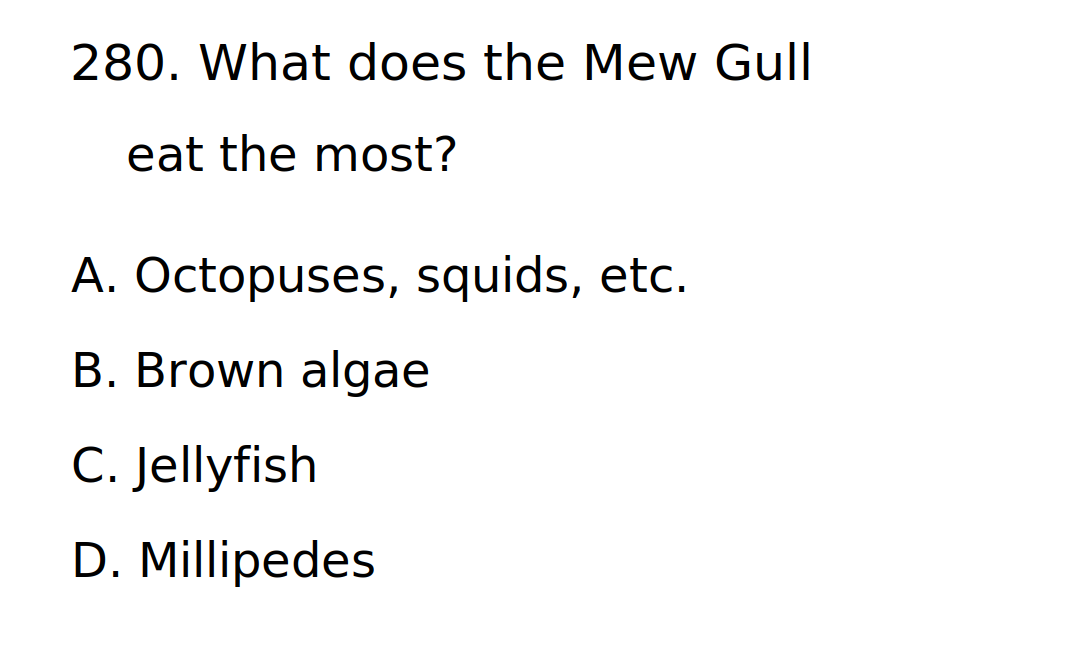 280. What does the Mew Gull
eat the most?
A. Octopuses, squids, etc.
B. Brown algae
C. Jellyfish
D. Millipedes